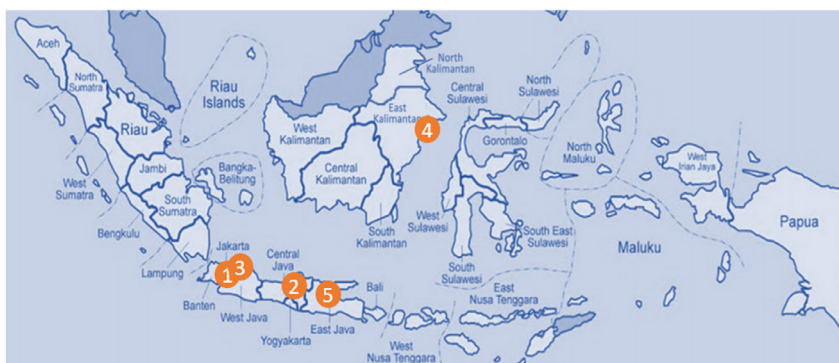 Aceh
North
Sumatra
Riau
Islands
Riau
West
Sumatra
Jambi
Bangka-
Belitung
South
Sumatra
Bengkulu
Lampung
Jakarta
Banten
West Java
Central
Java
Yogyakarta
East Java
Bali
West
Nusa Tenggara
East
Nusa Tenggara
West
Kalimantan
Central
Kalimantan
South
Kalimantan
East
Kalimantan
North
Kalimantan
Central
Sulawesi
North
Sulawesi
Gorontalo
West
Sulawesi
South
Sulawesi
South East
Sulawesi
North
Maluku
Maluku
West
Irian Jaya
Papua
1
3
2
5
4